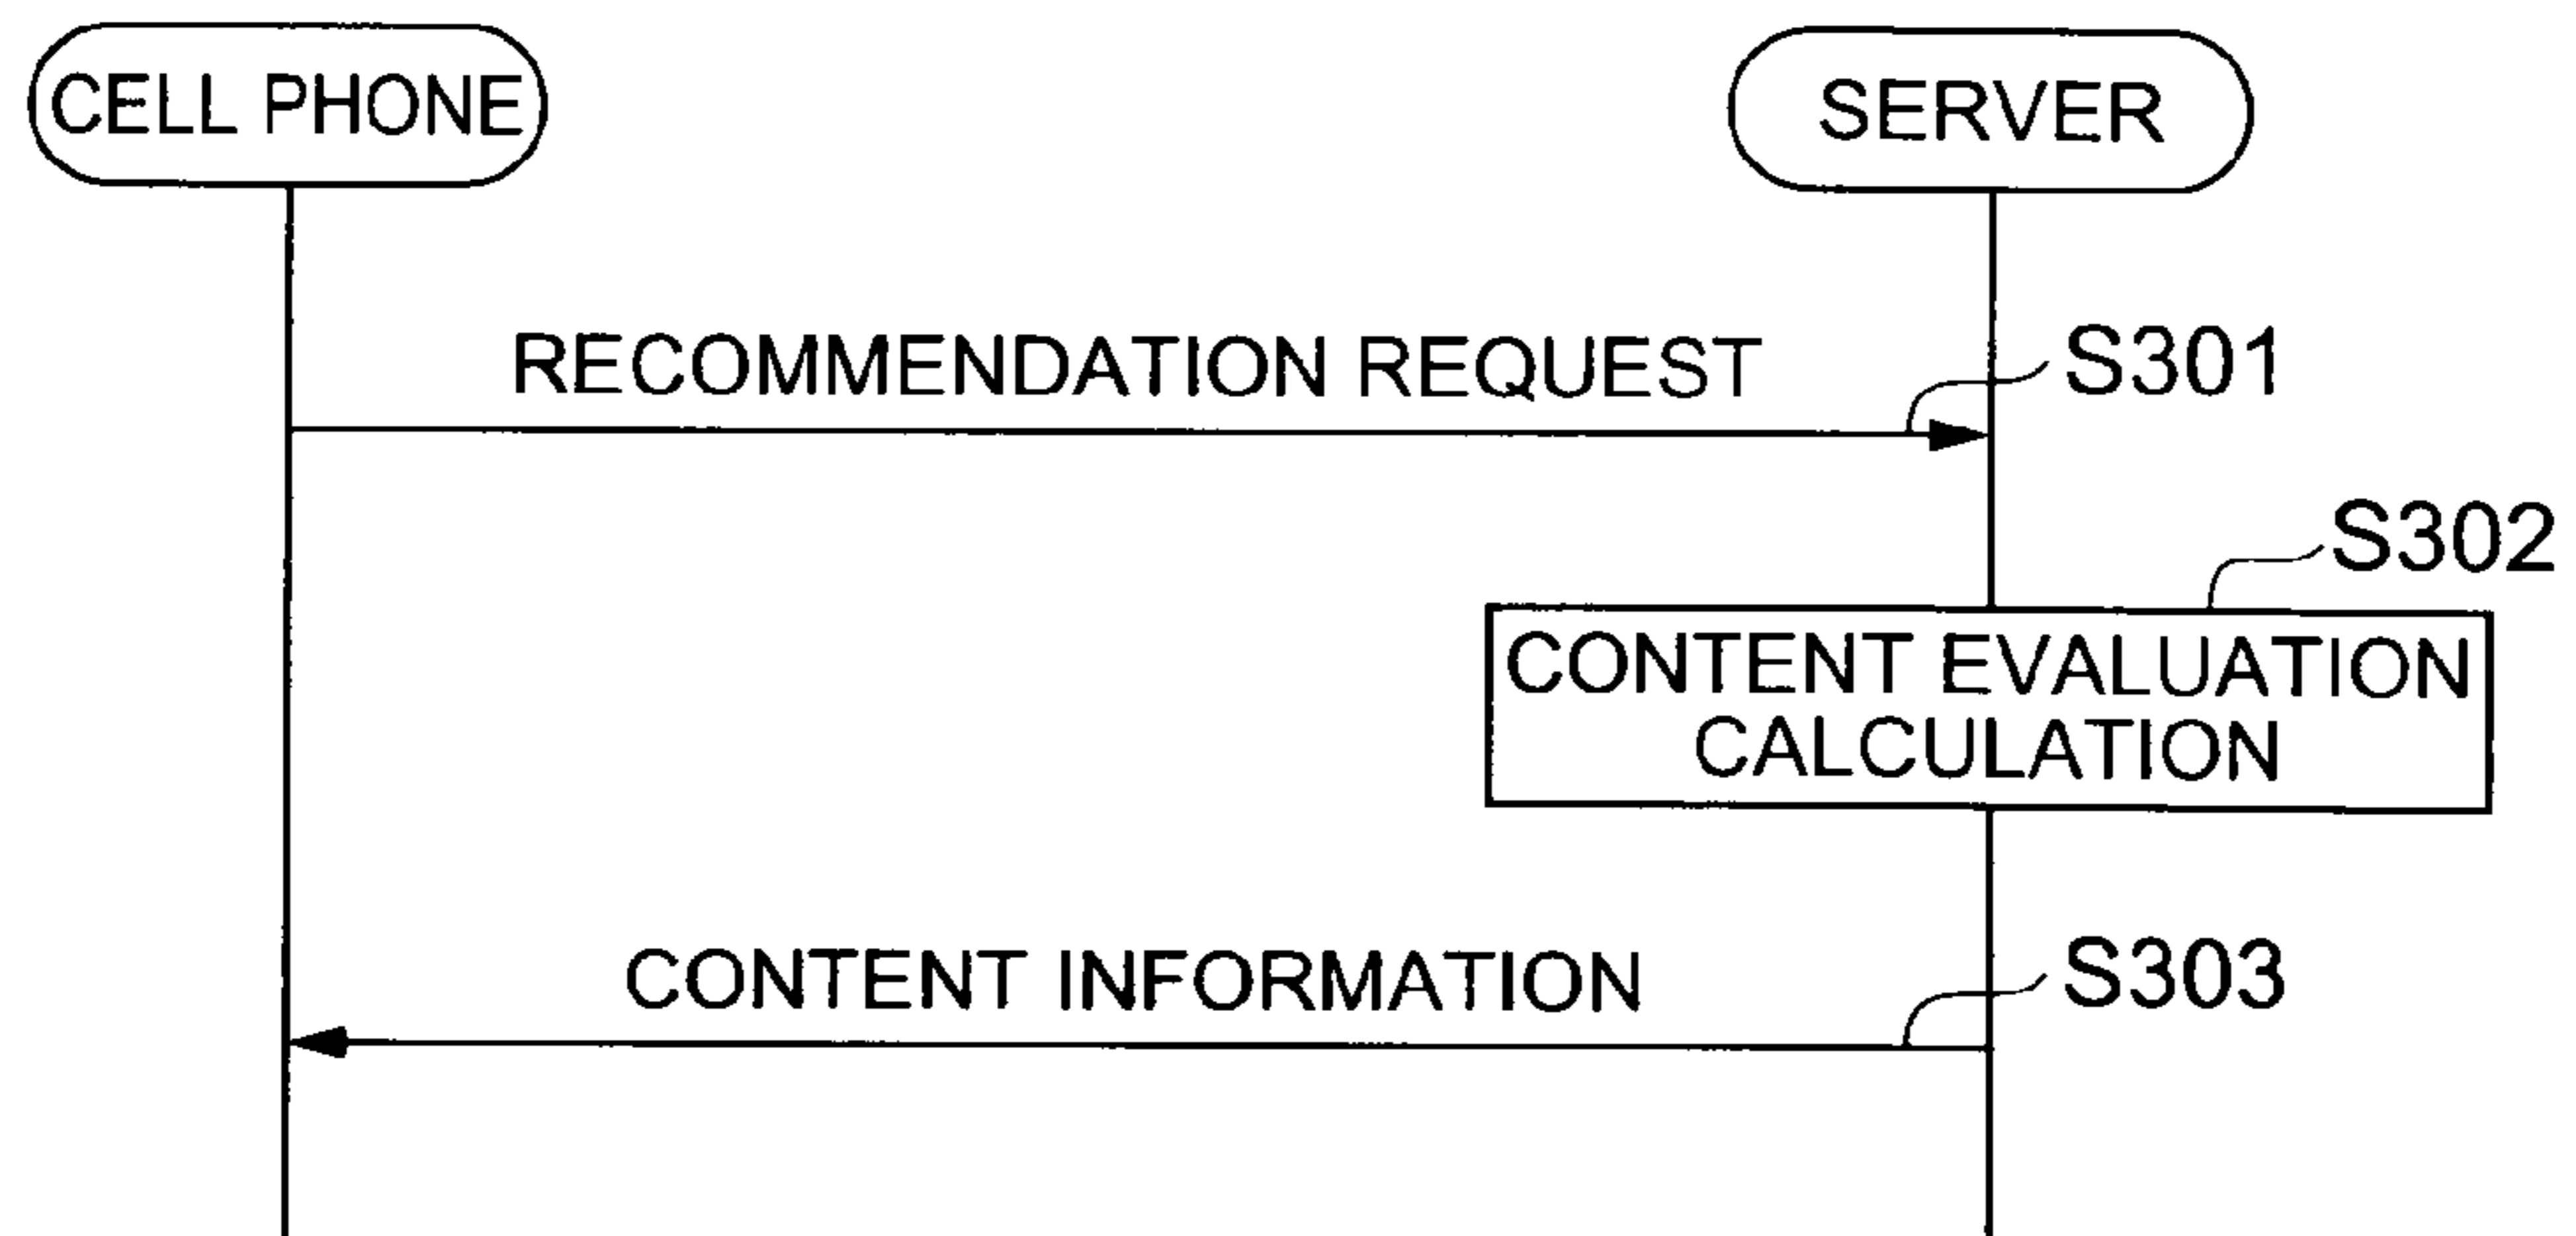 CELL PHONE
SERVER
RECOMMENDATION REQUEST
S301
S302
CONTENT EVALUATION
CALCULATION
CONTENT INFORMATION
S303